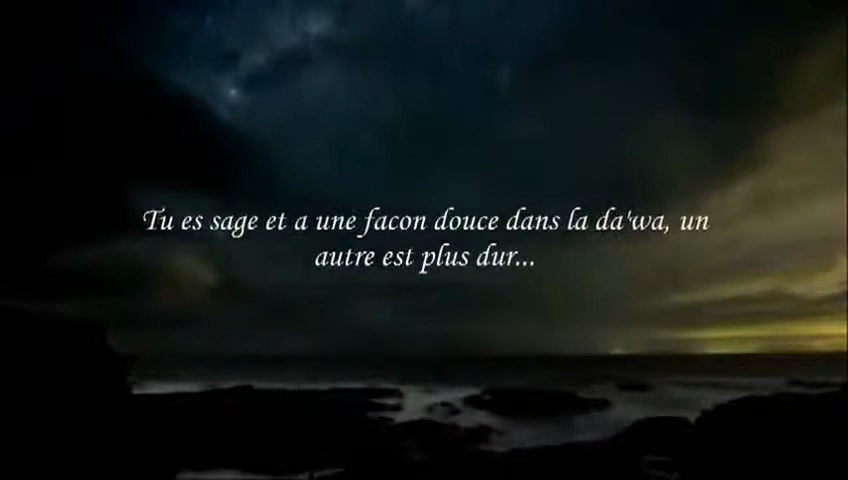 Tu es sage et a une facon douce dans la da'wa, un
autre est plus dur...